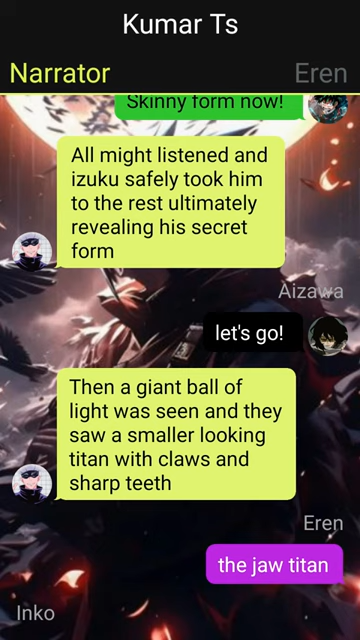 Kumar Ts
Narrator
Eren
Skinny form now!
All might listened and
izuku safely took him
to the rest ultimately
revealing his secret
form
Aizawa
let's go!
Then a giant ball of
light was seen and they
saw a smaller looking
titan with claws and
sharp teeth
Eren
the jaw titan
Inko